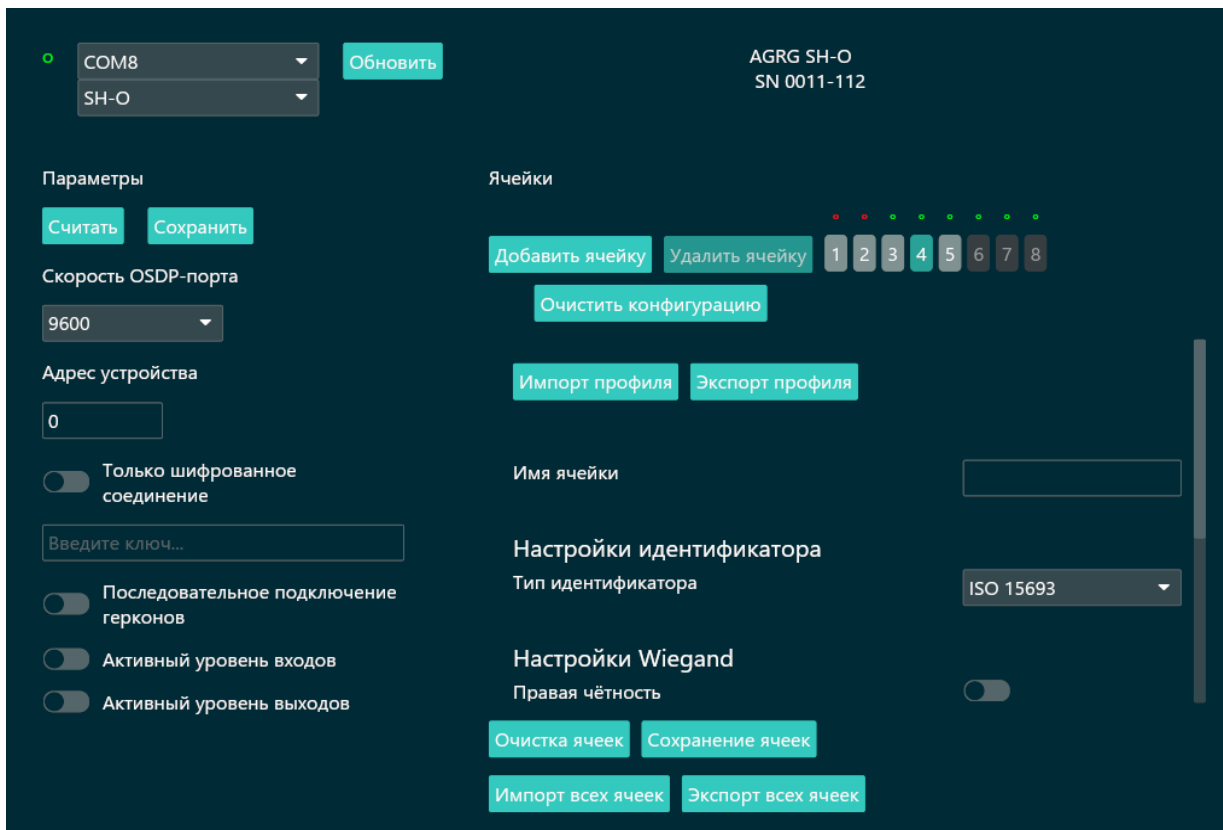 COM8
Обновить
AGRG SH-O
SH-O
SN 0011-112
Параметры
Считать
Сохранить
Скорость OSDP-порта
9600
Адрес устройства
0
Только шифрованное
соединение
Введите ключ...
Последовательное подключение
герконов
Активный уровень входов
Активный уровень выходов
Ячейки
Добавить ячейку
Удалить ячейку
1 2 3 4 5 6 7 8
Очистить конфигурацию
Импорт профиля
Экспорт профиля
Имя ячейки
Настройки идентификатора
Тип идентификатора
ISO 15693
Настройки Wiegand
Правая чётность
Очистка ячеек
Сохранение ячеек
Импорт всех ячеек
Экспорт всех ячеек